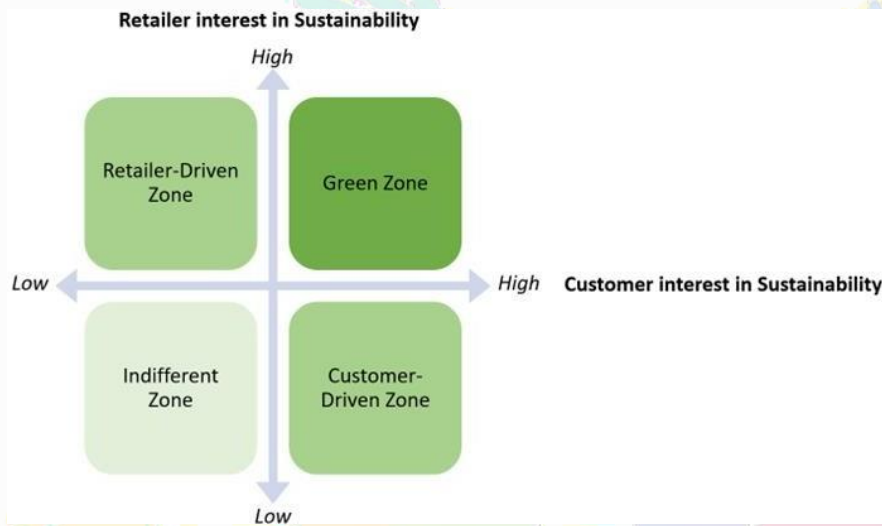 Retailer interest in Sustainability
High
Retailer-Driven
Zone
Green Zone
Low
High
Customer interest in Sustainability
Indifferent
Zone
Customer-
Driven Zone
Low